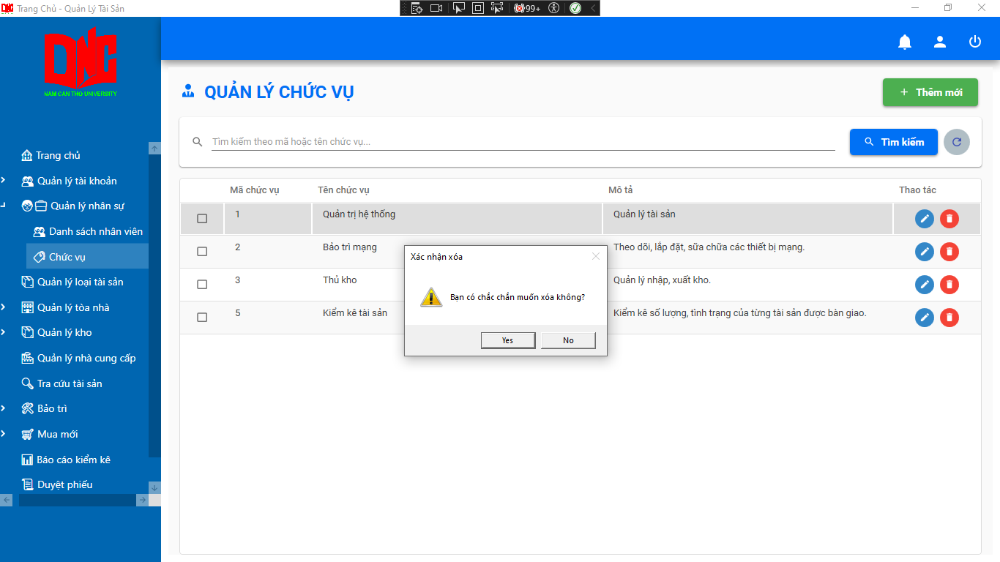 Trang Chủ - Quản Lý Tài Sản
99+
DNC
NAM CAN THO UNIVERSITY
Trang chủ
Quản lý tài khoản
Quản lý nhân sự
Danh sách nhân viên
Chức vụ
Quản lý loại tài sản
Quản lý tòa nhà
Quản lý kho
Quản lý nhà cung cấp
Tra cứu tài sản
Bảo trì
Mua mới
Báo cáo kiểm kê
Duyệt phiếu
QUẢN LÝ CHỨC VỤ
+ Thêm mới
Tìm kiếm theo mã hoặc tên chức vụ...
Tìm kiếm
Mã chức vụ Tên chức vụ Mô tả Thao tác
1 Quản trị hệ thống Quản lý tài sản
2 Bảo trì mạng Theo dõi, lắp đặt, sữa chữa các thiết bị mạng.
3 Thủ kho Quản lý nhập, xuất kho.
5 Kiểm kê tài sản Kiểm kê số lượng, tình trạng của từng tài sản được bàn giao.
Xác nhận xóa
Bạn có chắc chắn muốn xóa không?
Yes No